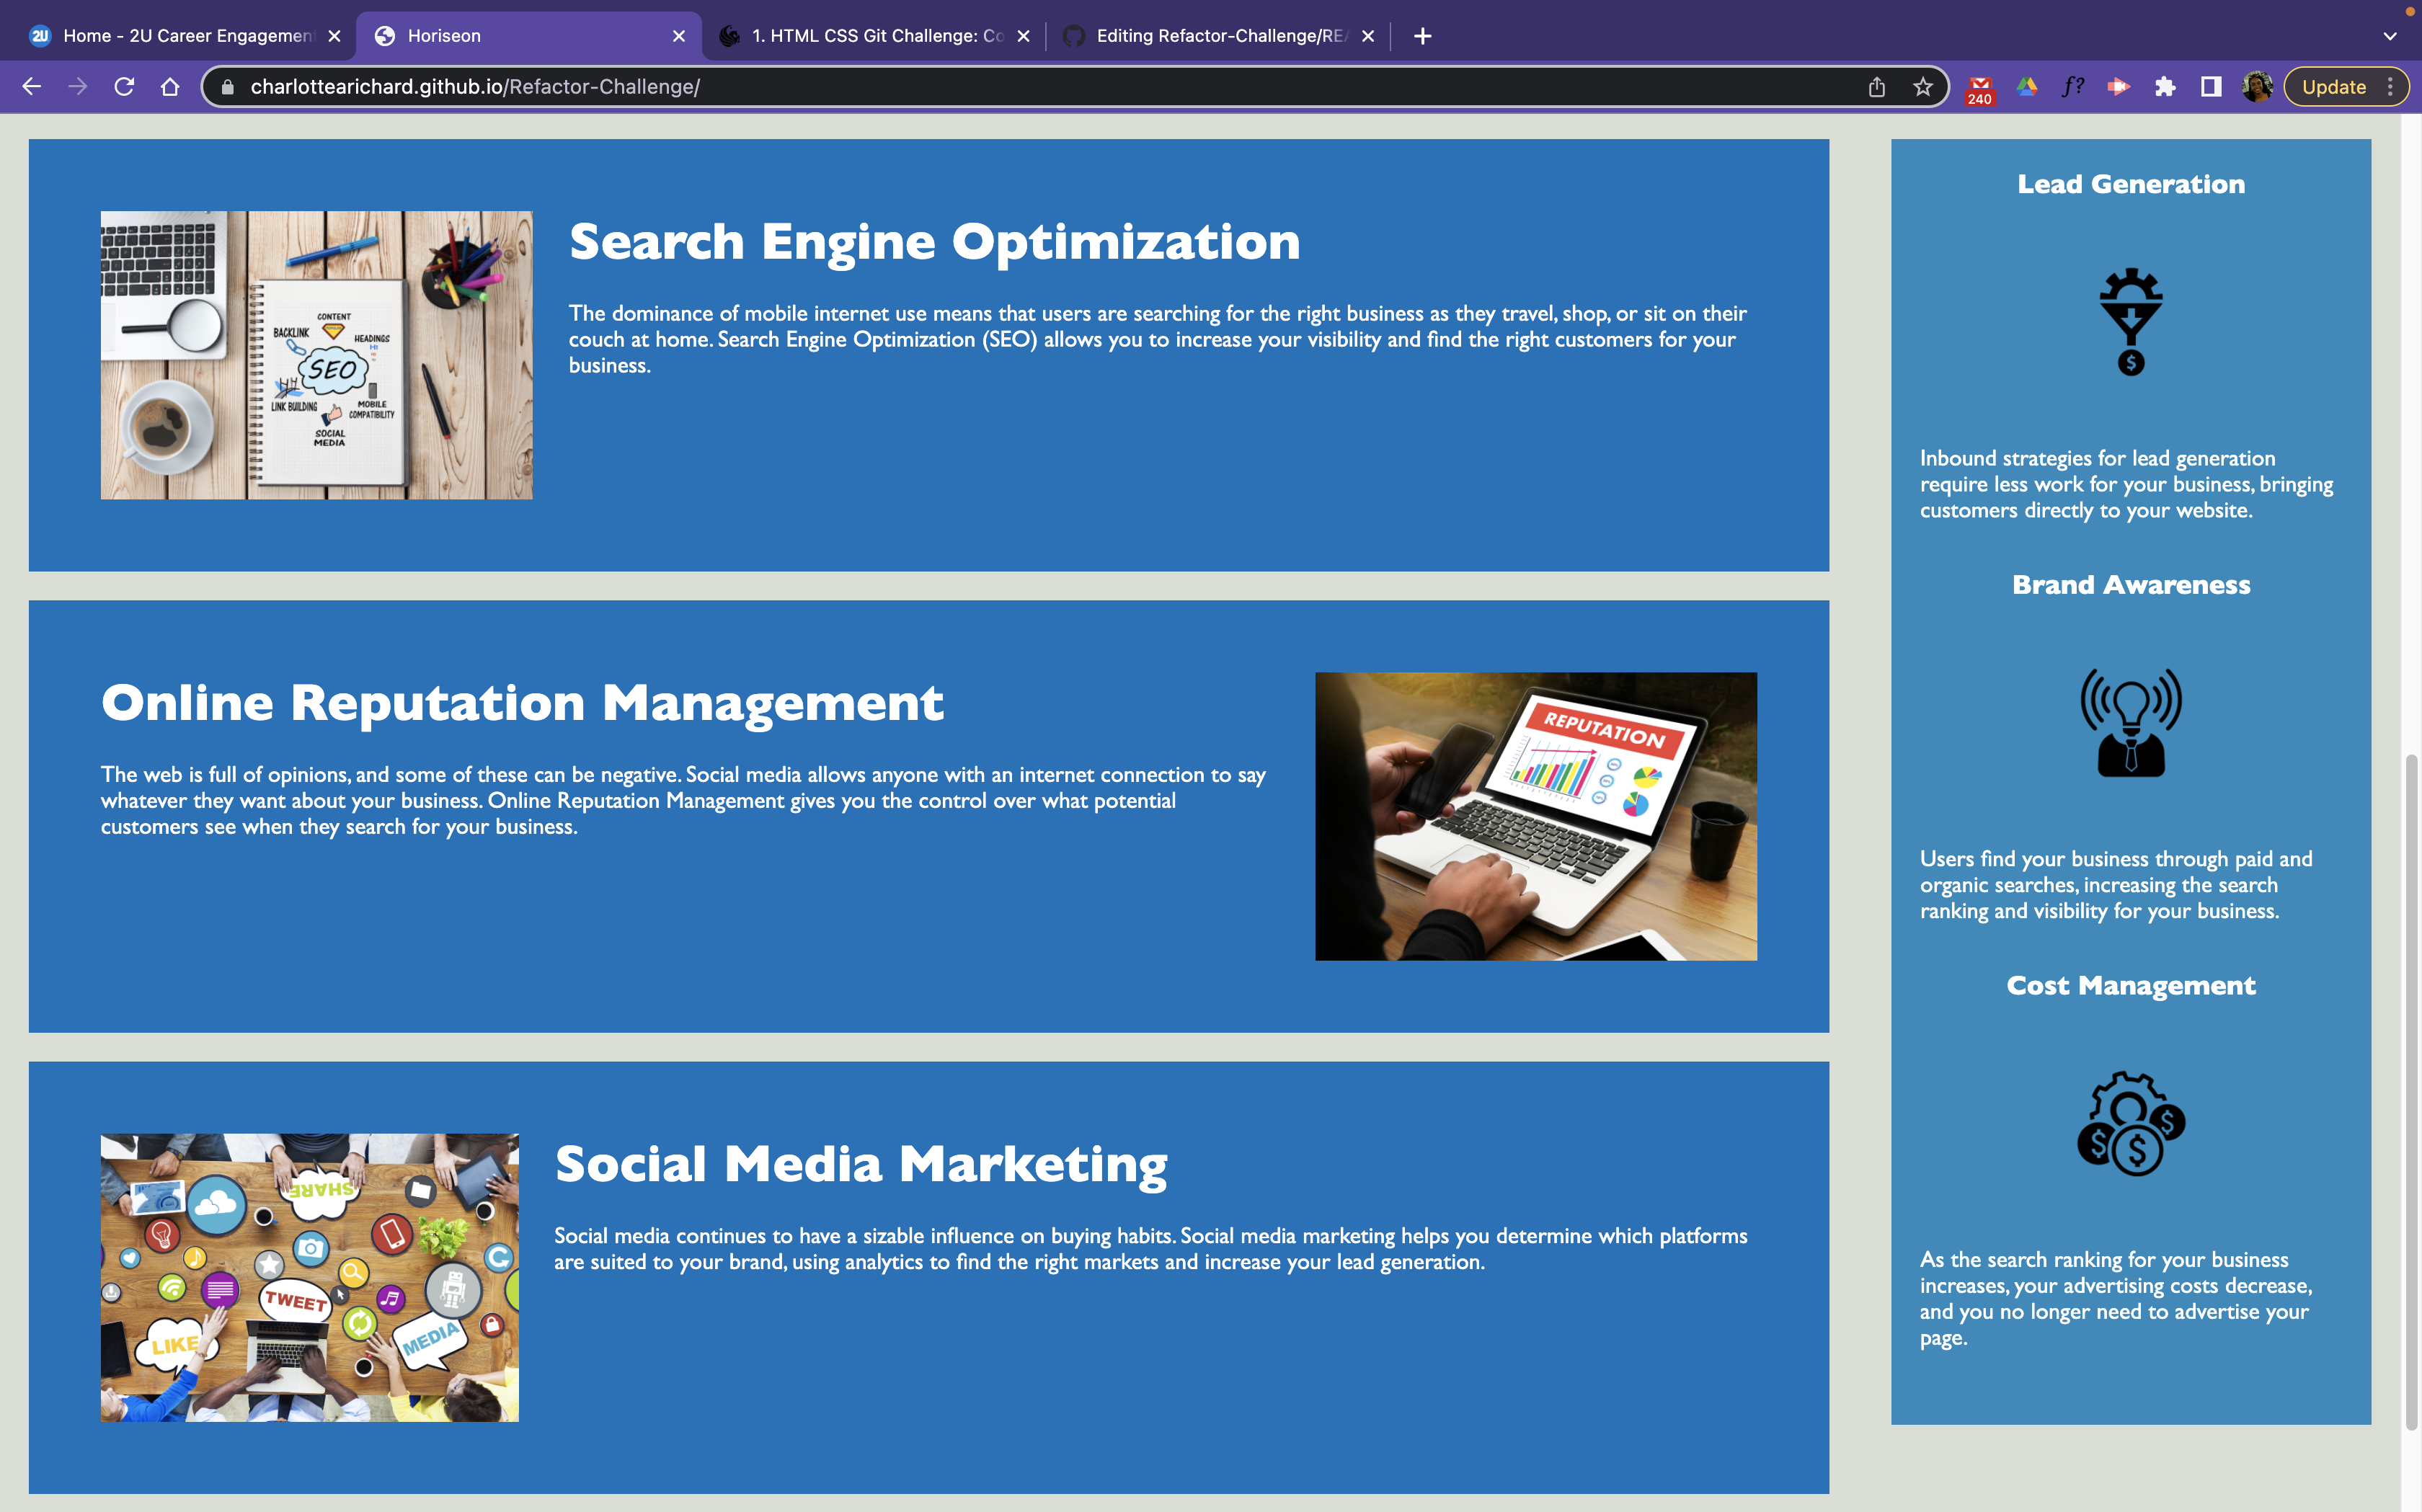 2U Home - 2U Career Engagemen
Horiseon
1. HTML CSS Git Challenge: Co
Editing Refactor-Challenge/REA
charlottearichard.github.io/Refactor-Challenge/
240
f?
Update
Search Engine Optimization
The dominance of mobile internet use means that users are searching for the right business as they travel, shop, or sit on their
couch at home. Search Engine Optimization (SEO) allows you to increase your visibility and find the right customers for your
business.
CONTENT
BACKLINK
HEADINGS
H1
SEO
LINK BUILDING
MOBILE
COMPATIBILITY
SOCIAL
MEDIA
Online Reputation Management
The web is full of opinions, and some of these can be negative. Social media allows anyone with an internet connection to say
whatever they want about your business. Online Reputation Management gives you the control over what potential
customers see when they search for your business.
REPUTATION
Social Media Marketing
Social media continues to have a sizable influence on buying habits. Social media marketing helps you determine which platforms
are suited to your brand, using analytics to find the right markets and increase your lead generation.
SHARE
TWEET
LIKE
MEDIA
Lead Generation
$
Inbound strategies for lead generation
require less work for your business, bringing
customers directly to your website.
Brand Awareness
Users find your business through paid and
organic searches, increasing the search
ranking and visibility for your business.
Cost Management
$ $ $
As the search ranking for your business
increases, your advertising costs decrease,
and you no longer need to advertise your
page.